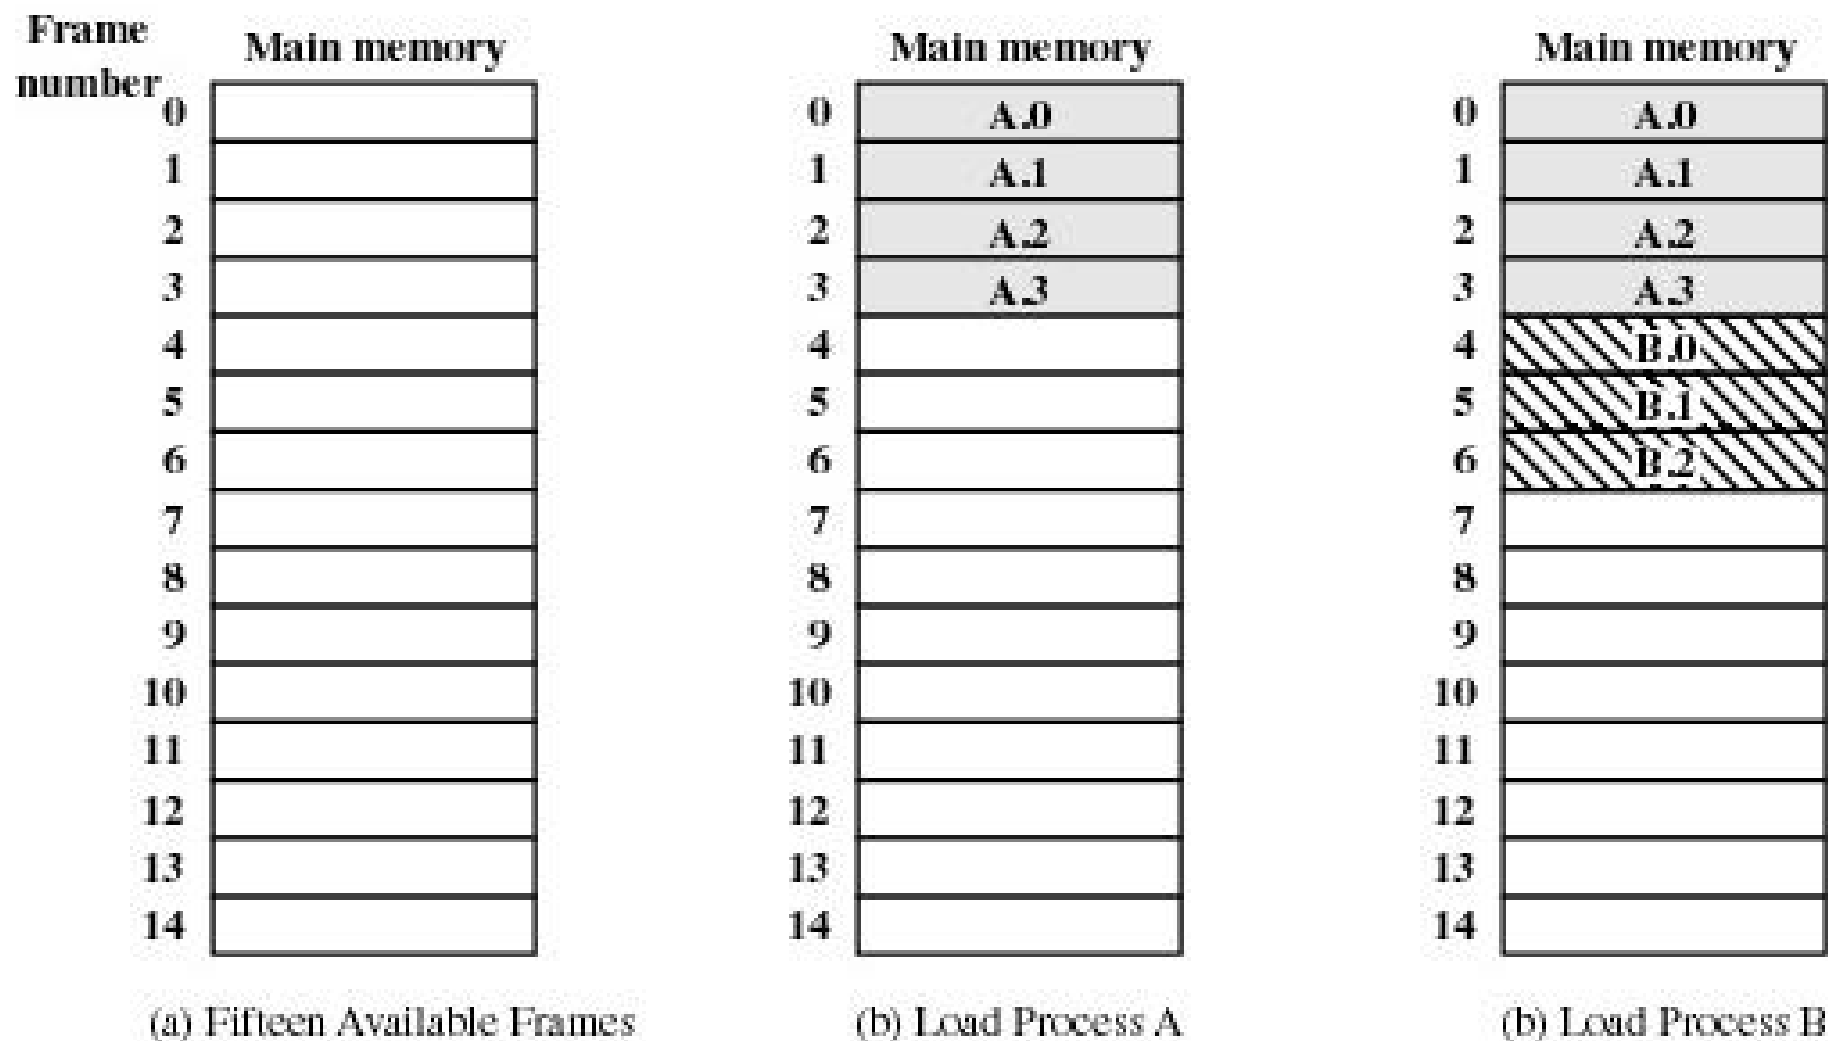 Frame
number
Main memory
0
1
2
3
4
5
6
7
8
9
10
11
12
13
14
(a) Fifteen Available Frames
Main memory
0 A.0
1 A.1
2 A.2
3 A.3
4
5
6
7
8
9
10
11
12
13
14
(b) Load Process A
Main memory
0 A.0
1 A.1
2 A.2
3 A.3
4 B.0
5 B.1
6 B.2
7
8
9
10
11
12
13
14
(b) Load Process B